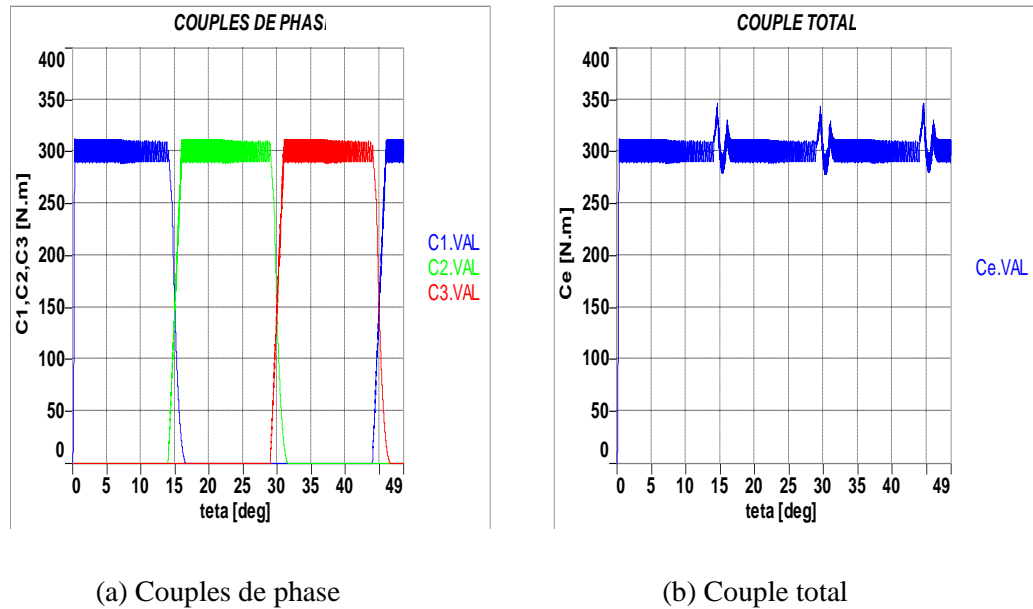 COUPLES DE PHASE
400
350
300
250
200
150
100
50
0
C1,C2,C3 [N.m]
0 5 10 15 20 25 30 35 40 49
teta [deg]
C1.VAL
C2.VAL
C3.VAL
(a) Couples de phase
COUPLE TOTAL
400
350
300
250
200
150
100
50
0
Ce [N.m]
0 5 10 15 20 25 30 35 40 49
teta [deg]
Ce.VAL
(b) Couple total